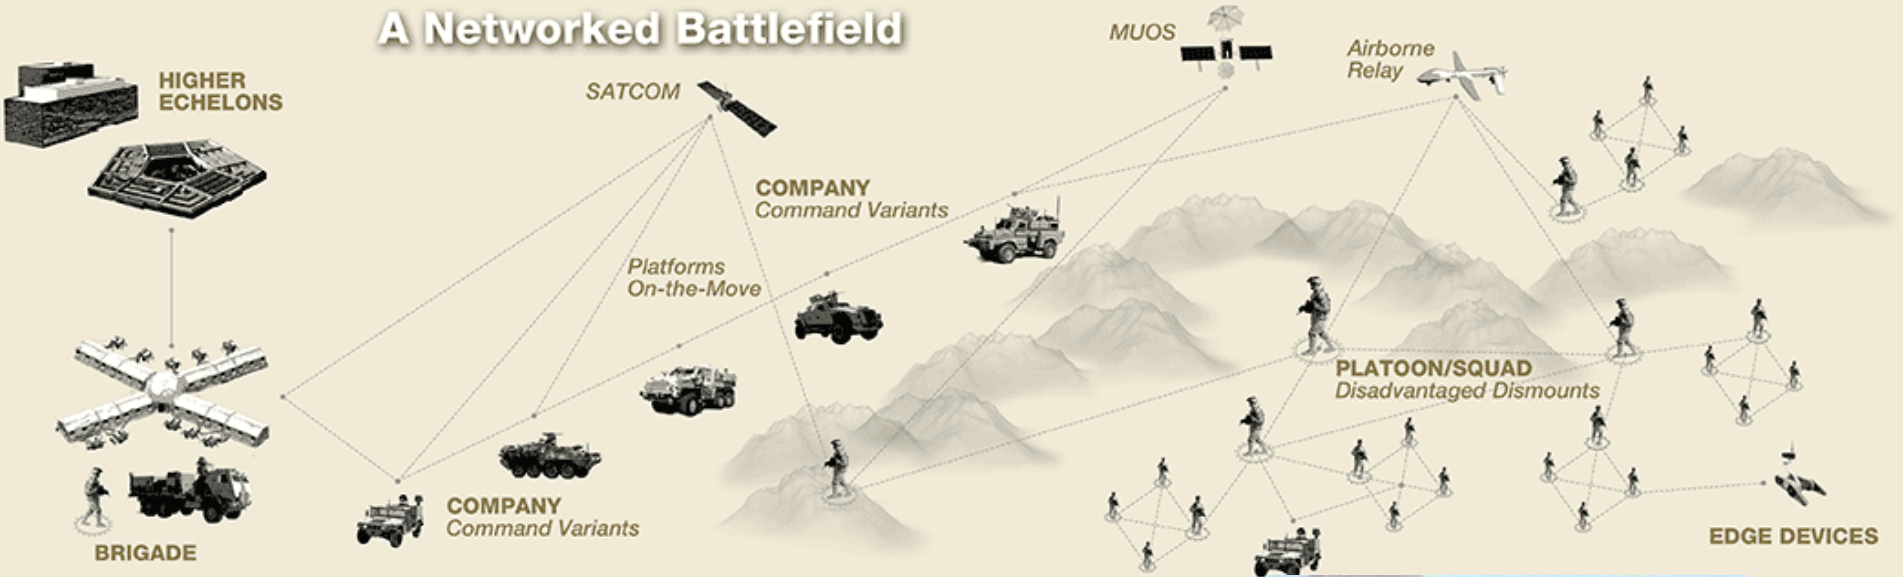 A Networked Battlefield
HIGHER
ECHELONS
SATCOM
MUOS
Airborne
Relay
COMPANY
Command Variants
Platforms
On-the-Move
PLATOON/SQUAD
Disadvantaged Dismounts
COMPANY
Command Variants
BRIGADE
EDGE DEVICES